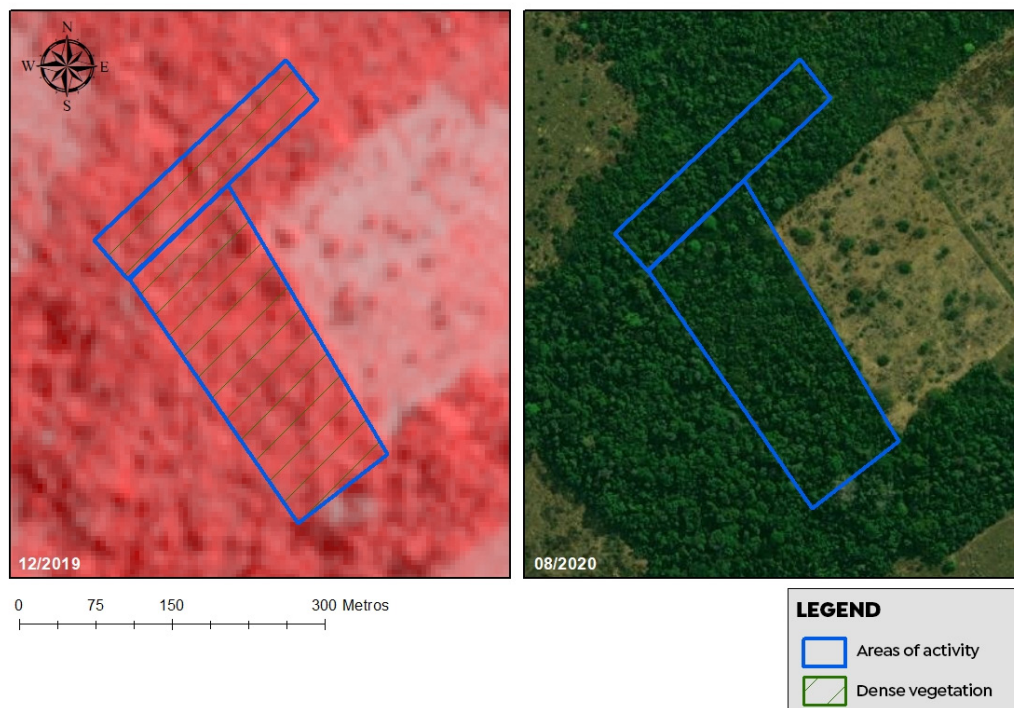 N
W E
S
12/2019
08/2020
0 75 150 300 Metros
LEGEND
Areas of activity
Dense vegetation